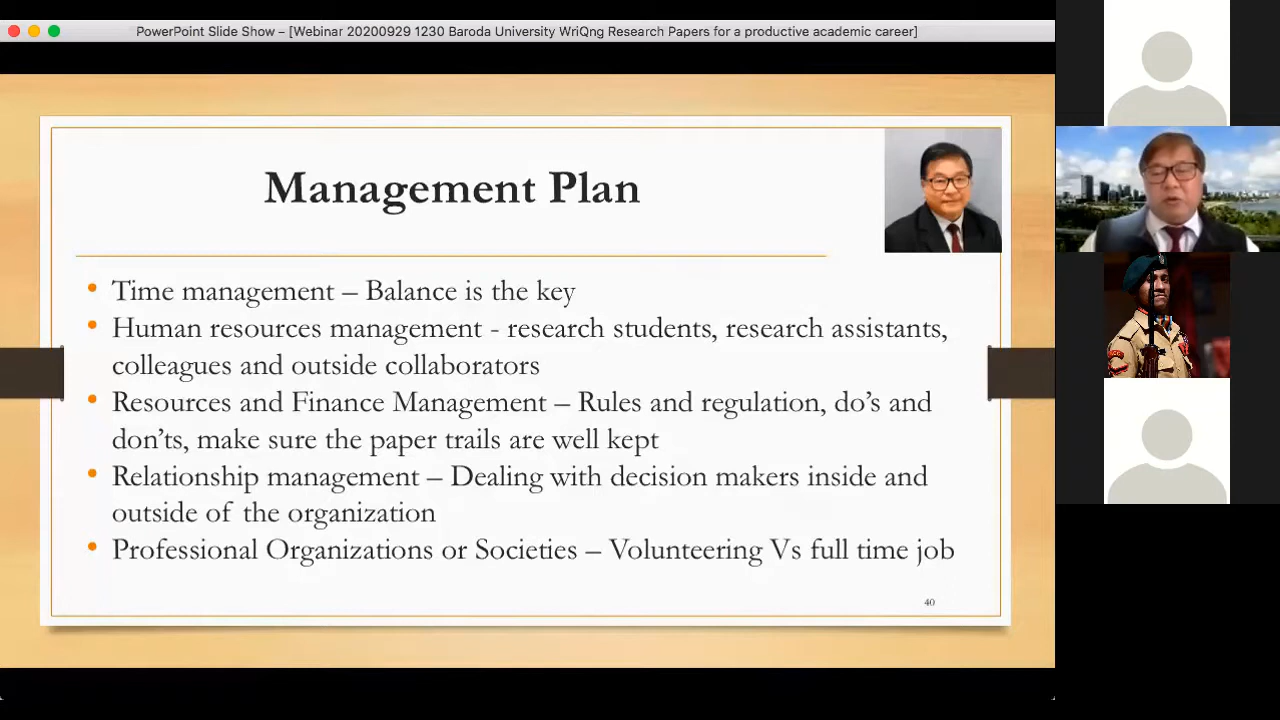 PowerPoint Slide Show – [Webinar 20200929 1230 Baroda University WriQng Research Papers for a productive academic career]
Management Plan
• Time management – Balance is the key
• Human resources management - research students, research assistants,
colleagues and outside collaborators
• Resources and Finance Management – Rules and regulation, do’s and
don’ts, make sure the paper trails are well kept
• Relationship management – Dealing with decision makers inside and
outside of the organization
• Professional Organizations or Societies – Volunteering Vs full time job
40